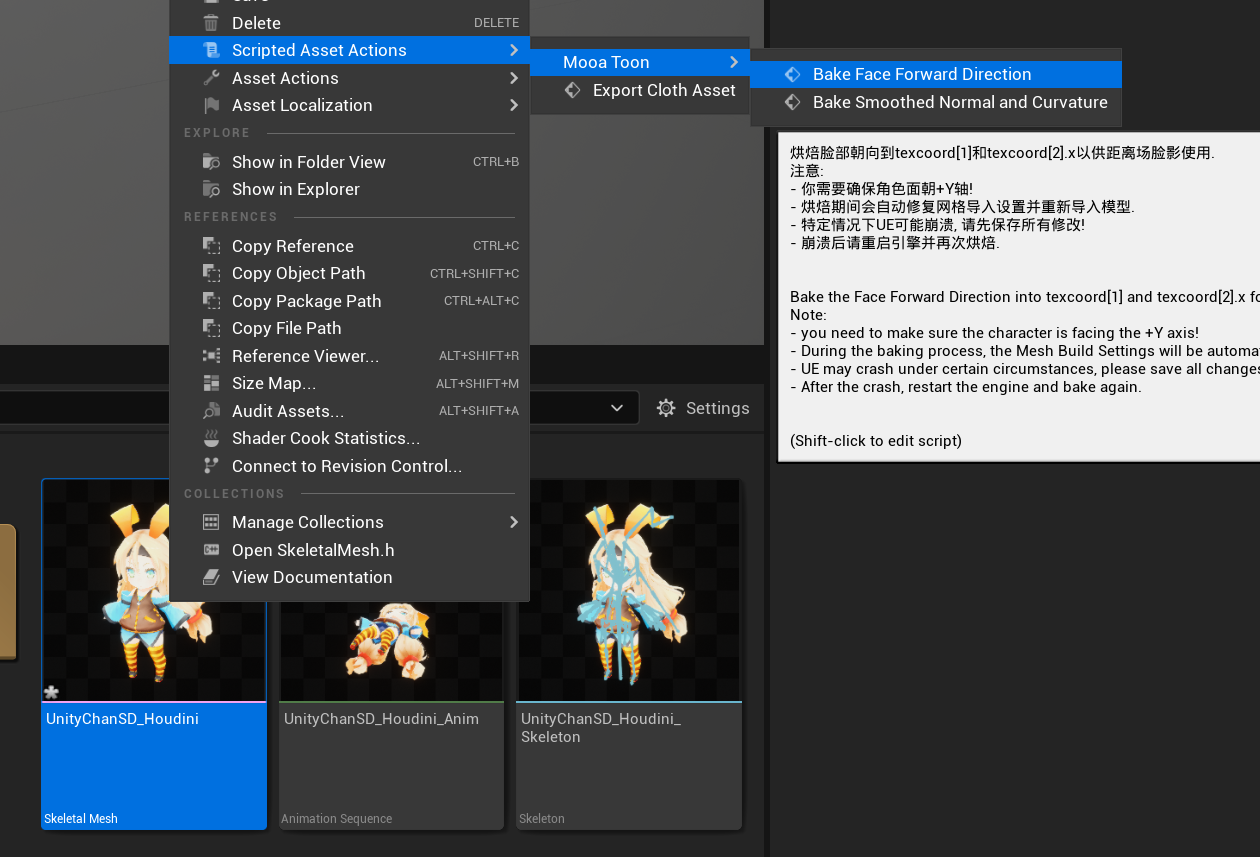 Delete DELETE
Scripted Asset Actions
Asset Actions
Asset Localization
EXPLORE
Show in Folder View CTRL+B
Show in Explorer
REFERENCES
Copy Reference CTRL+C
Copy Object Path CTRL+SHIFT+C
Copy Package Path CTRL+ALT+C
Copy File Path
Reference Viewer... ALT+SHIFT+R
Size Map... ALT+SHIFT+M
Audit Assets... ALT+SHIFT+A
Shader Cook Statistics...
Connect to Revision Control...
COLLECTIONS
Manage Collections
Open SkeletalMesh.h
View Documentation
Mooa Toon
Export Cloth Asset
Bake Face Forward Direction
Bake Smoothed Normal and Curvature
烘焙脸部朝向到texcoord[1]和texcoord[2].x以供距离场脸影使用.
注意:
- 你需要确保角色面朝+Y轴!
- 烘焙期间会自动修复网格导入设置并重新导入模型.
- 特定情况下UE可能崩溃, 请先保存所有修改!
- 崩溃后请重启引擎并再次烘焙.
Bake the Face Forward Direction into texcoord[1] and texcoord[2].x
Note:
- you need to make sure the character is facing the +Y axis!
- During the baking process, the Mesh Build Settings will be
- UE may crash under certain circumstances, please save all changes
- After the crash, restart the engine and bake again.
(Shift-click to edit script)
Settings
UnityChanSD_Houdini
Skeletal Mesh
UnityChanSD_Houdini_Anim
Animation Sequence
UnityChanSD_Houdini_
Skeleton
Skeleton